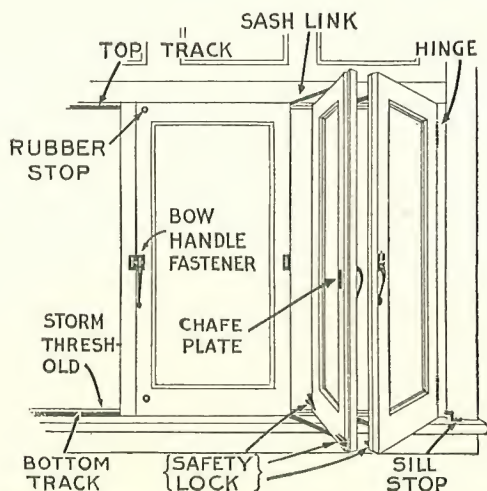 SASH LINK
TOP TRACK
HINGE
RUBBER
STOP
BOW
HANDLE
FASTENER
CHAFE
PLATE
STORM
THRESH-
OLD
BOTTOM
TRACK
{SAFETY}
{LOCK}
SILL
STOP